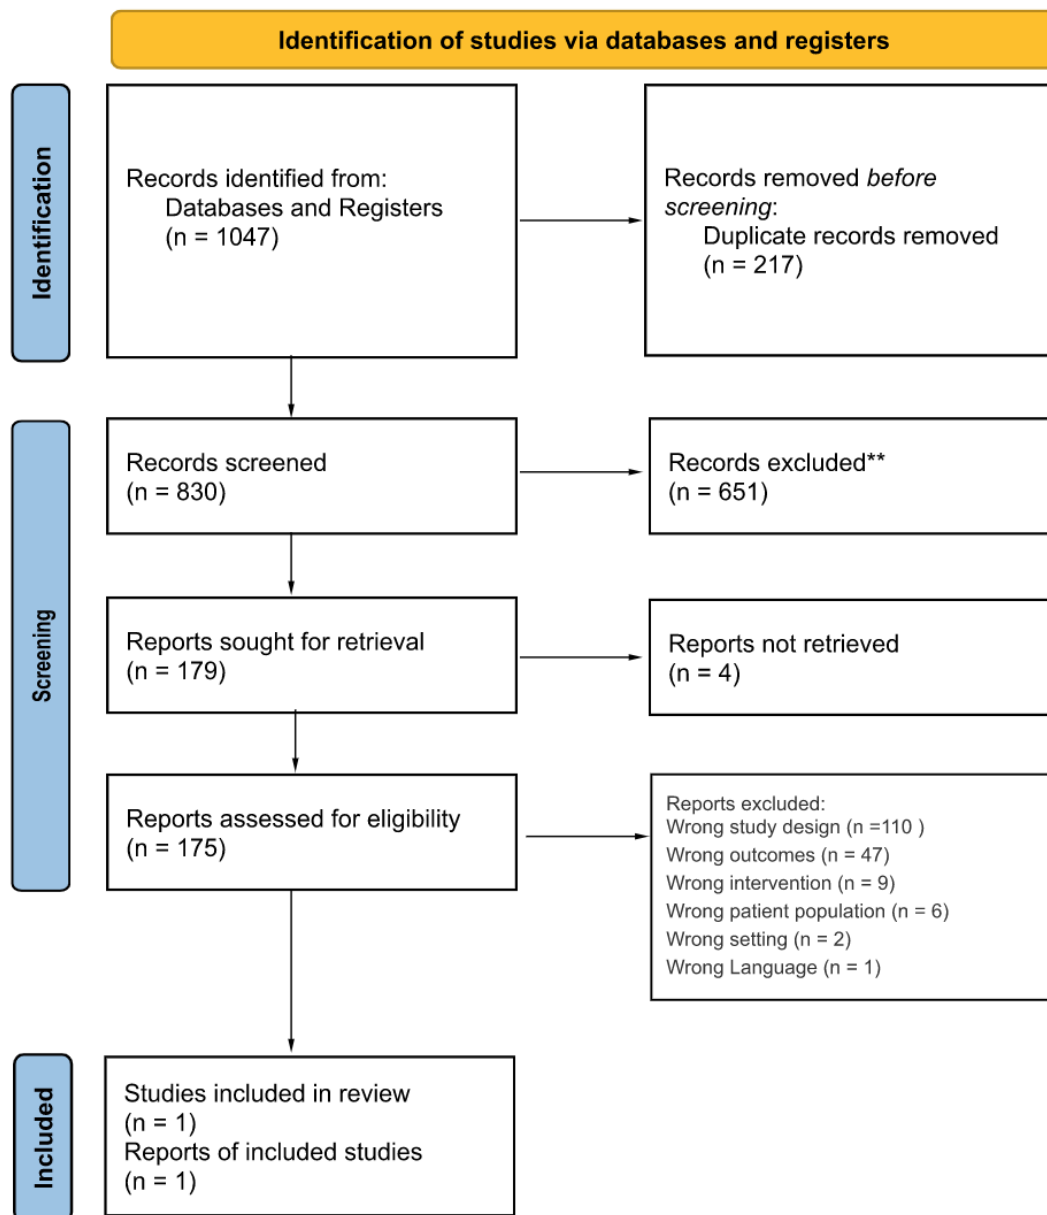 Identification of studies via databases and registers
Identification
Records identified from:
Databases and Registers
(n = 1047)
Records removed before
screening:
Duplicate records removed
(n = 217)
Screening
Records screened
(n = 830)
Records excluded**
(n = 651)
Reports sought for retrieval
(n = 179)
Reports not retrieved
(n = 4)
Reports assessed for eligibility
(n = 175)
Reports excluded:
Wrong study design (n =110 )
Wrong outcomes (n = 47)
Wrong intervention (n = 9)
Wrong patient population (n = 6)
Wrong setting (n = 2)
Wrong Language (n = 1)
Included
Studies included in review
(n = 1)
Reports of included studies
(n = 1)